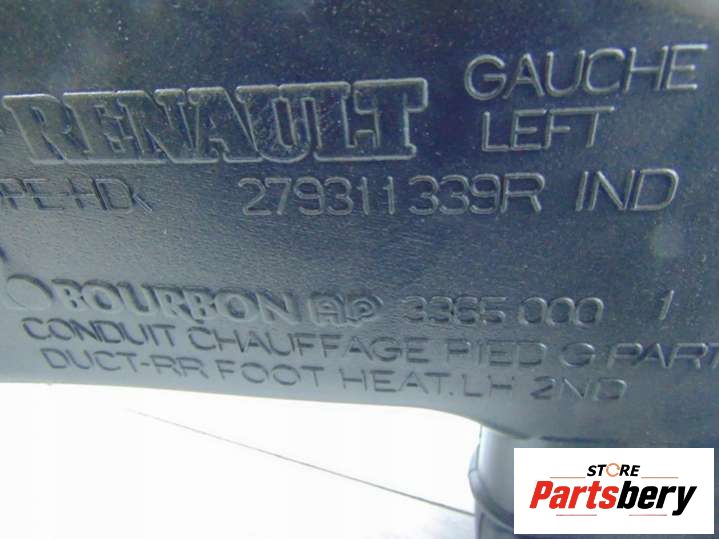 RENAULT GAUCHE
LEFT
PE-HD< 279311339R IND
BOURBON AP 3365 000 1
CONDUIT CHAUFFAGE PIED G PART
DUCT-RR FOOT HEAT.LH 2ND
STORE
Partsbery